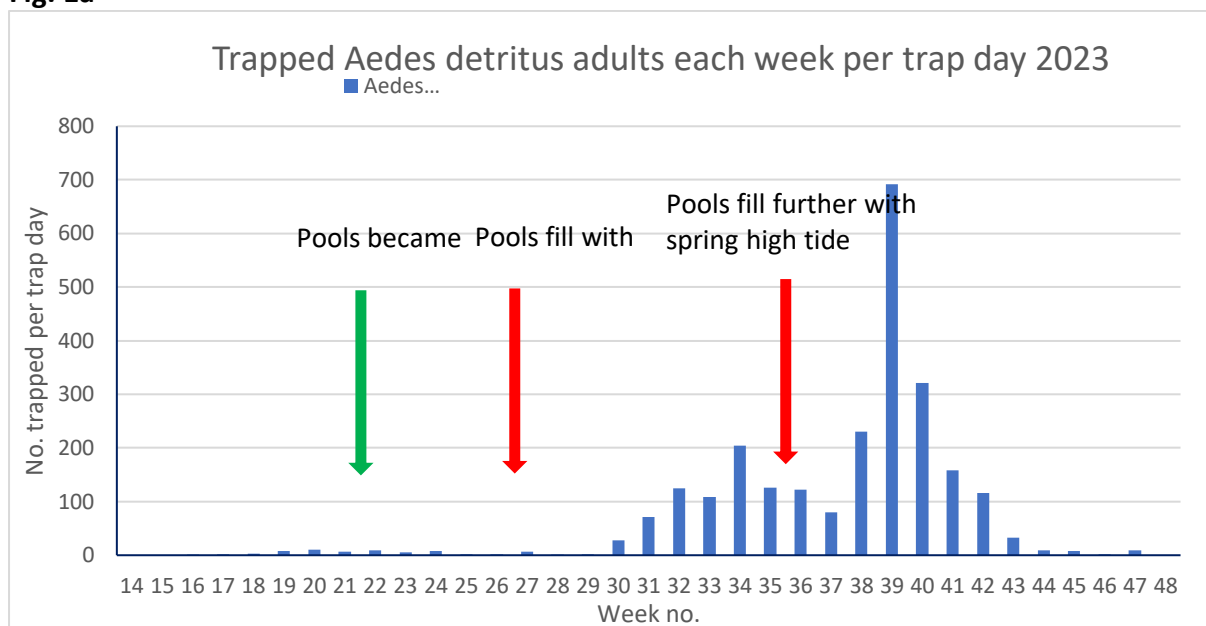 Fig.
Trapped Aedes detritus adults each week per trap day 2023
Aedes...
No. trapped per trap day
800
700
600
500
400
300
200
100
0
Pools became
Pools fill with
Pools fill further with
spring high tide
14 15 16 17 18 19 20 21 22 23 24 25 26 27 28 29 30 31 32 33 34 35 36 37 38 39 40 41 42 43 44 45 46 47 48
Week no.